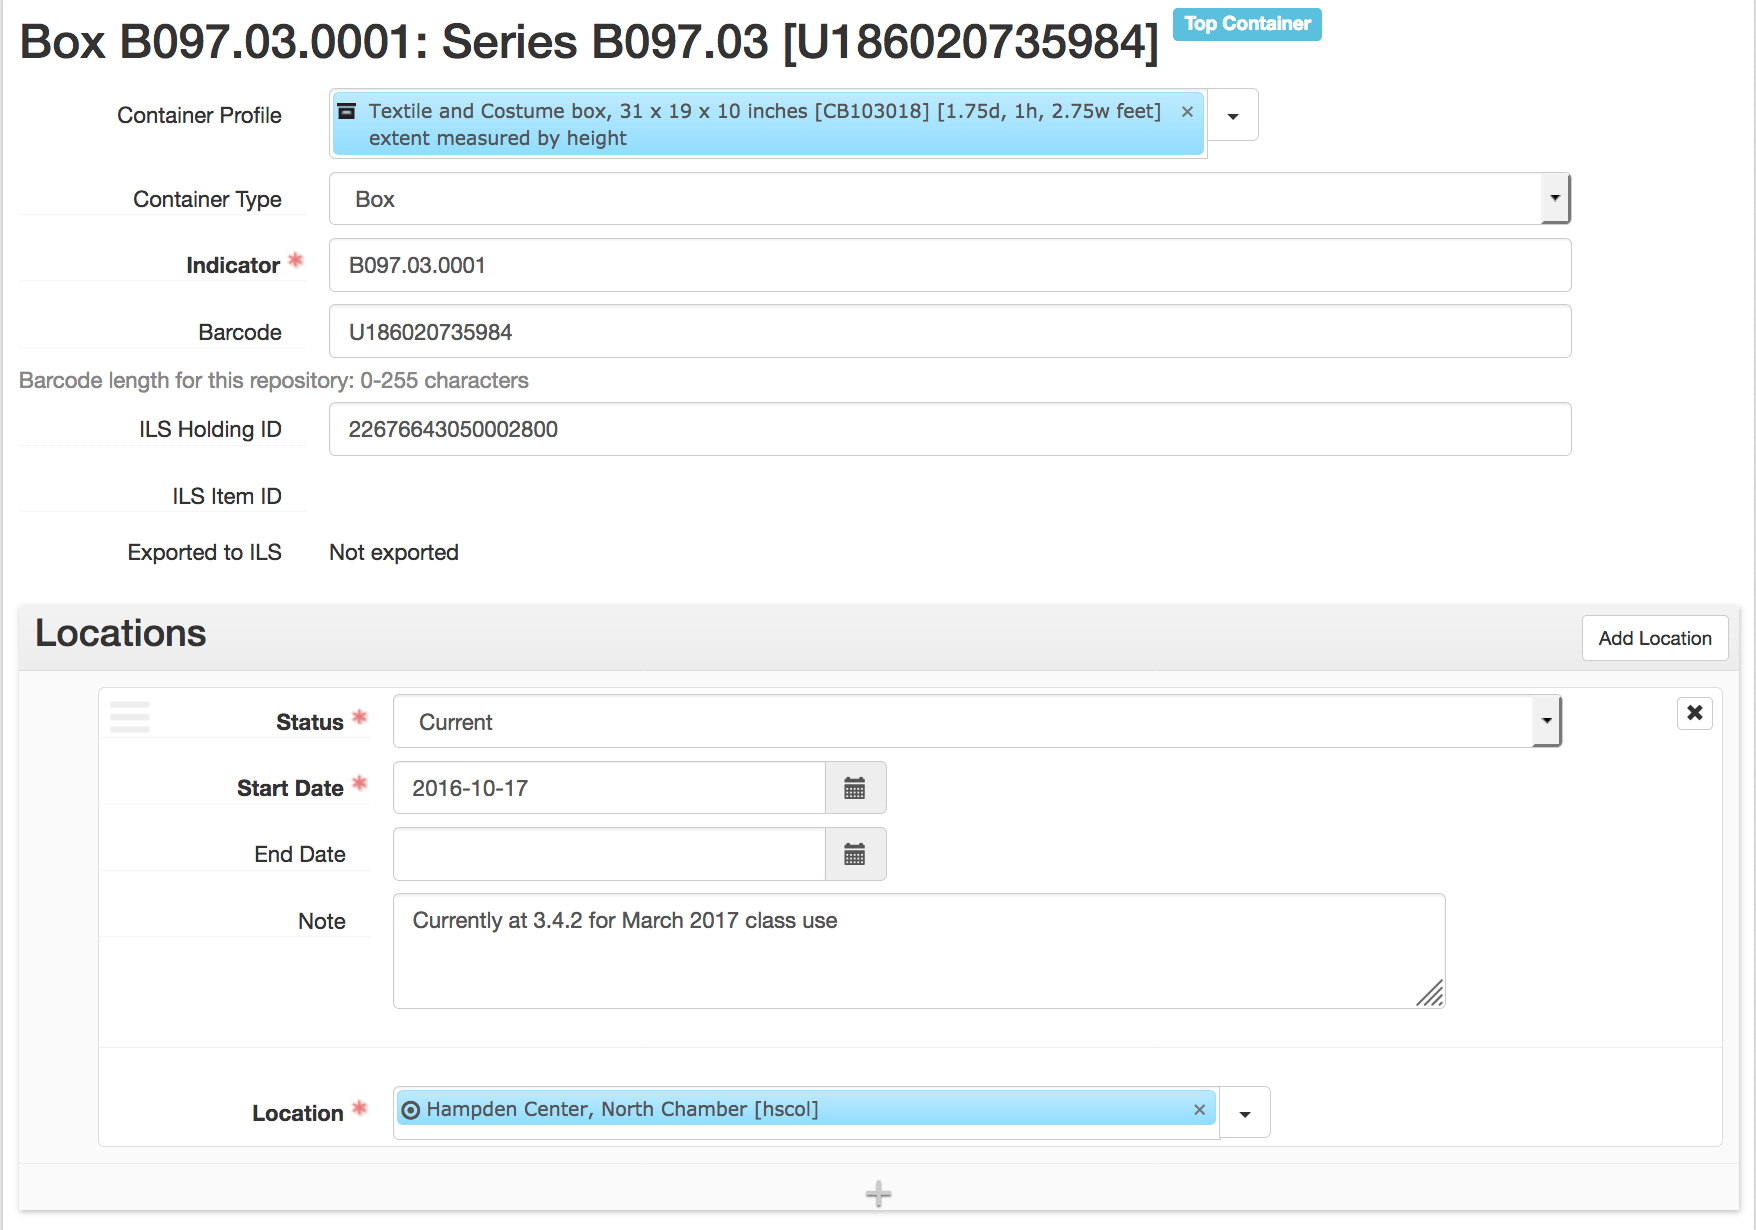 Box B097.03.0001: Series B097.03 [U186020735984] Top Container
Container Profile
Textile and Costume box, 31 x 19 x 10 inches [CB103018] [1.75d, 1h, 2.75w feet] ×
extent measured by height
Container Type Box
Indicator * B097.03.0001
Barcode U186020735984
Barcode length for this repository: 0-255 characters
ILS Holding ID 22676643050002800
ILS Item ID
Exported to ILS Not exported
Locations Add Location
Status * Current
Start Date * 2016-10-17
End Date
Note Currently at 3.4.2 for March 2017 class use
Location * Hampden Center, North Chamber [hscol] ×